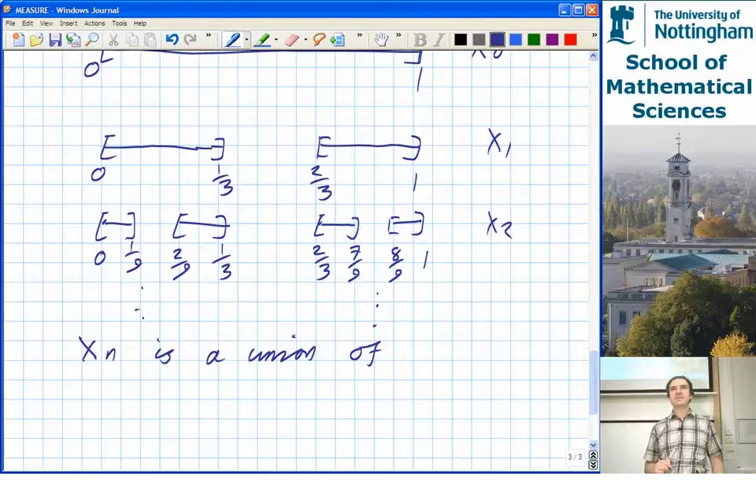 MEASURE - Windows Journal
File Edit View Insert Actions Tools Help
B I
0 1 X0
[ ] [ ] X1
0 1/3 2/3 1
[ ] [ ] [ ] [ ] X2
0 1/9 2/9 1/3 2/3 7/9 8/9 1
Xn is a union of
3 / 3
The University of
Nottingham
School of
Mathematical
Sciences